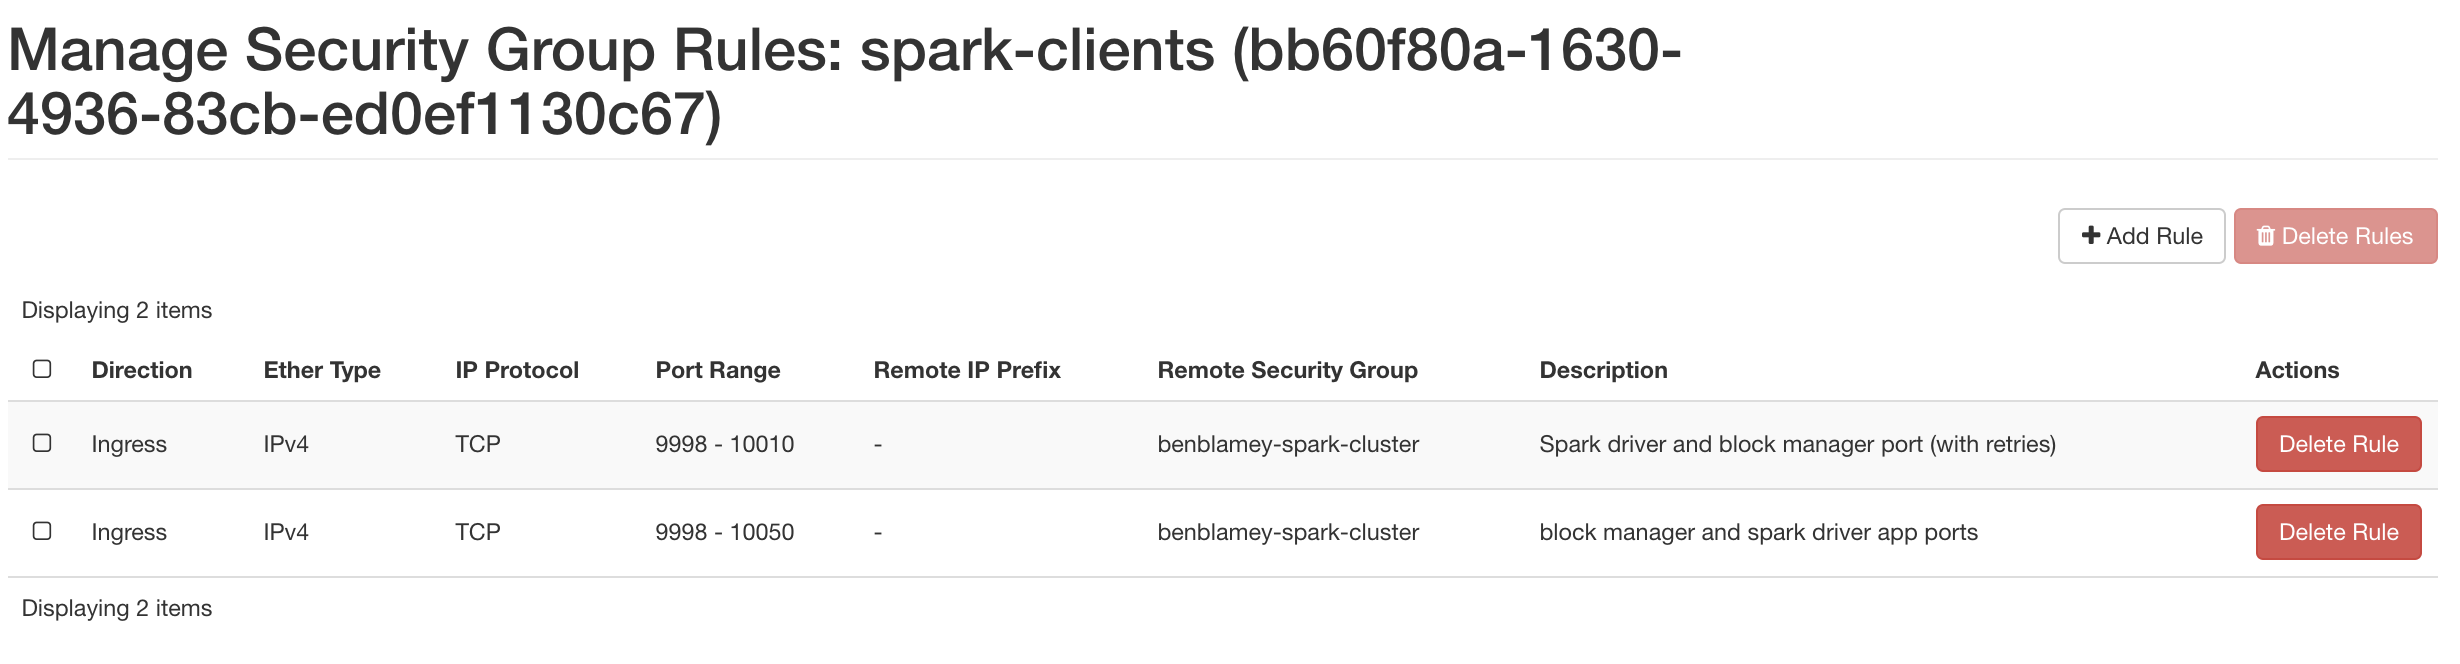 Manage Security Group Rules: spark-clients (bb60f80a-1630-
4936-83cb-ed0ef1130c67)
Add Rule Delete Rules
Displaying 2 items
Direction Ether Type IP Protocol Port Range Remote IP Prefix Remote Security Group Description Actions
Ingress IPv4 TCP 9998 - 10010 - benblamey-spark-cluster Spark driver and block manager port (with retries) Delete Rule
Ingress IPv4 TCP 9998 - 10050 - benblamey-spark-cluster block manager and spark driver app ports Delete Rule
Displaying 2 items